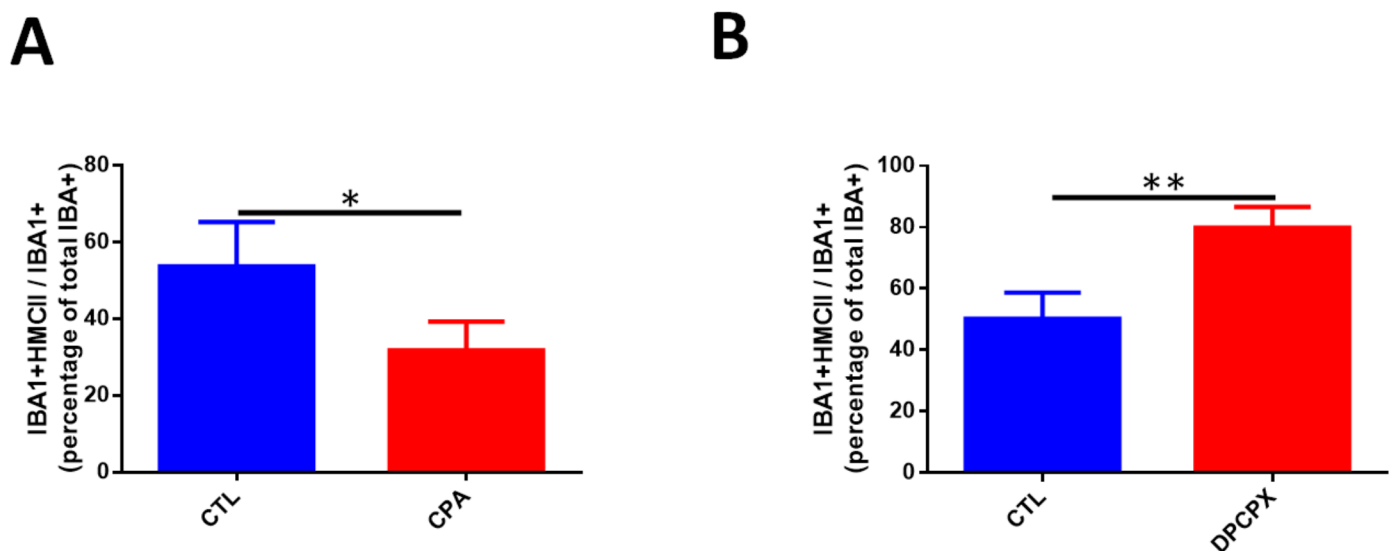 A
B
IBA1+HMCII / IBA1+
(percentage of total IBA+)
80
60
40
20
0
*
CTL
CPA
IBA1+HMCII / IBA1+
(percentage of total IBA+)
100
80
60
40
20
0
**
CTL
DPCPX